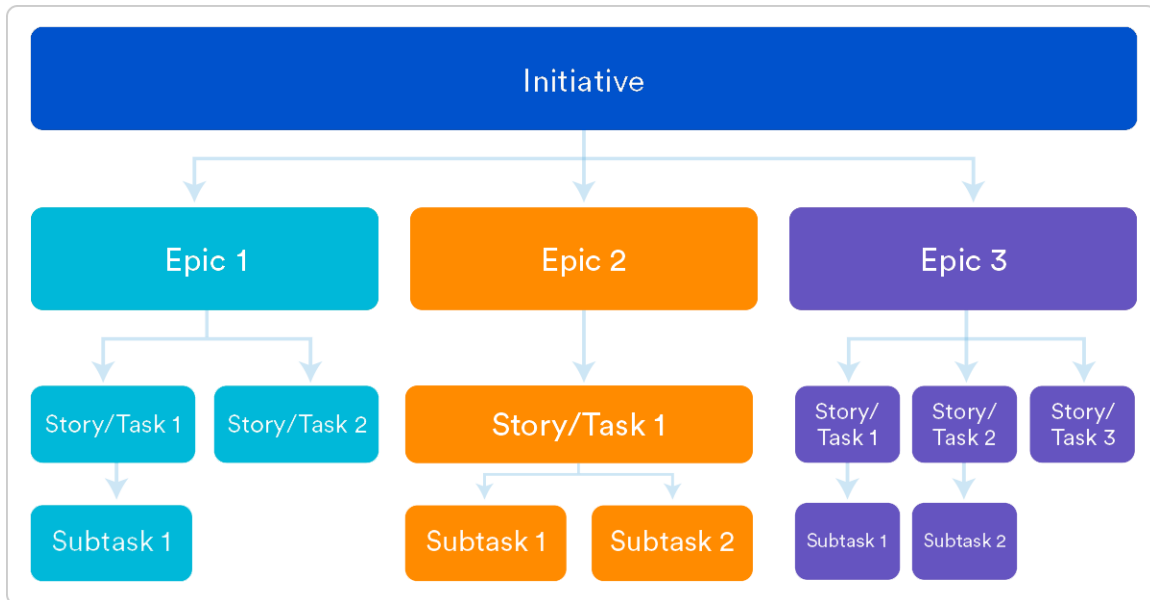 Initiative
Epic 1
Epic 2
Epic 3
Story/Task 1
Story/Task 2
Story/Task 1
Story/
Task 1
Story/
Task 2
Story/
Task 3
Subtask 1
Subtask 1
Subtask 2
Subtask 1
Subtask 2